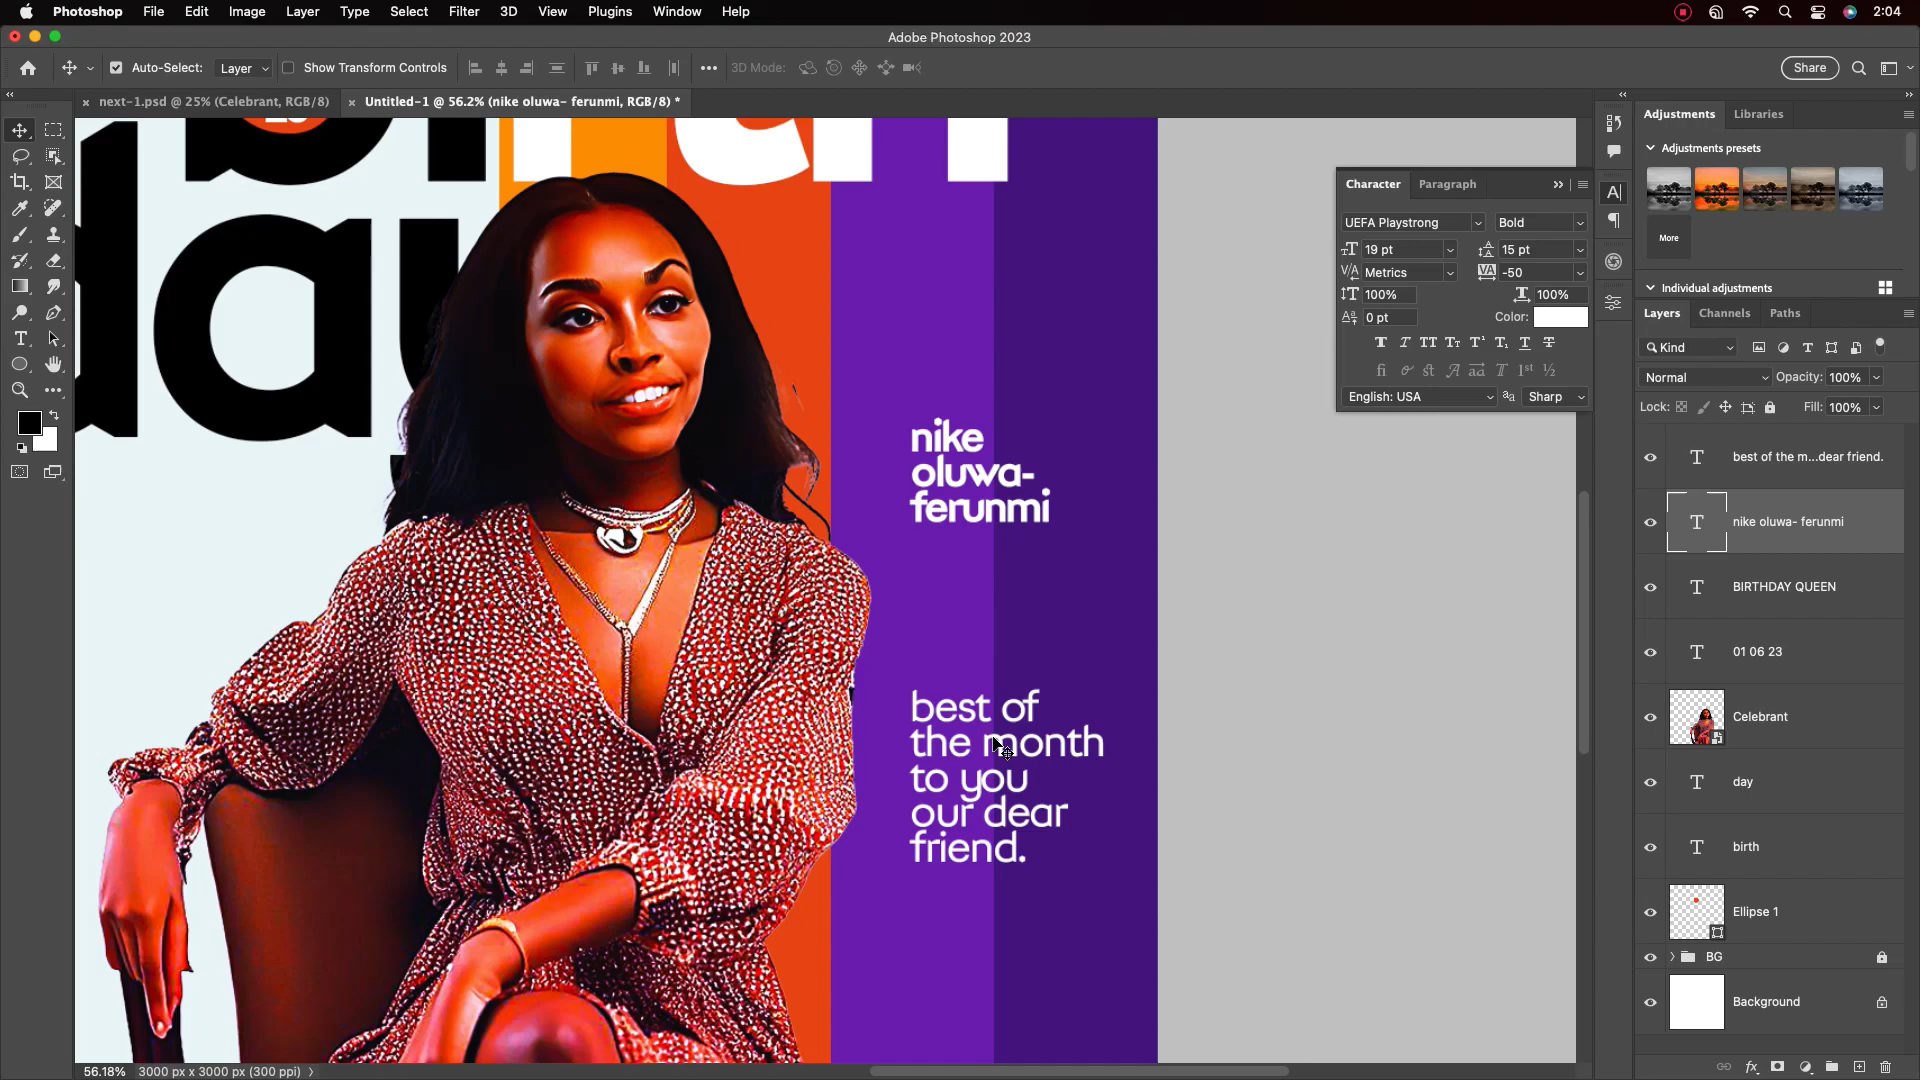 Photoshop File Edit Image Layer Type Select Filter 3D View Plugins Window Help 2:04
Adobe Photoshop 2023
Auto-Select: Layer Show Transform Controls 3D Mode: Share
next-1.psd @ 25% (Celebrant, RGB/8) Untitled-1 @ 56.2% (nike oluwa- ferunmi, RGB/8) *
nike
oluwa-
ferunmi
best of
the month
to you
our dear
friend.
day
Character Paragraph
UEFA Playstrong Bold
19 pt 15 pt
Metrics -50
100% 100%
0 pt Color:
English: USA Sharp
Adjustments Libraries
Adjustments presets
More
Individual adjustments
Layers Channels Paths
Kind
Normal Opacity: 100%
Lock: Fill: 100%
best of the m...dear friend.
nike oluwa- ferunmi
BIRTHDAY QUEEN
01 06 23
Celebrant
day
birth
Ellipse 1
BG
Background
56.18% 3000 px x 3000 px (300 ppi)